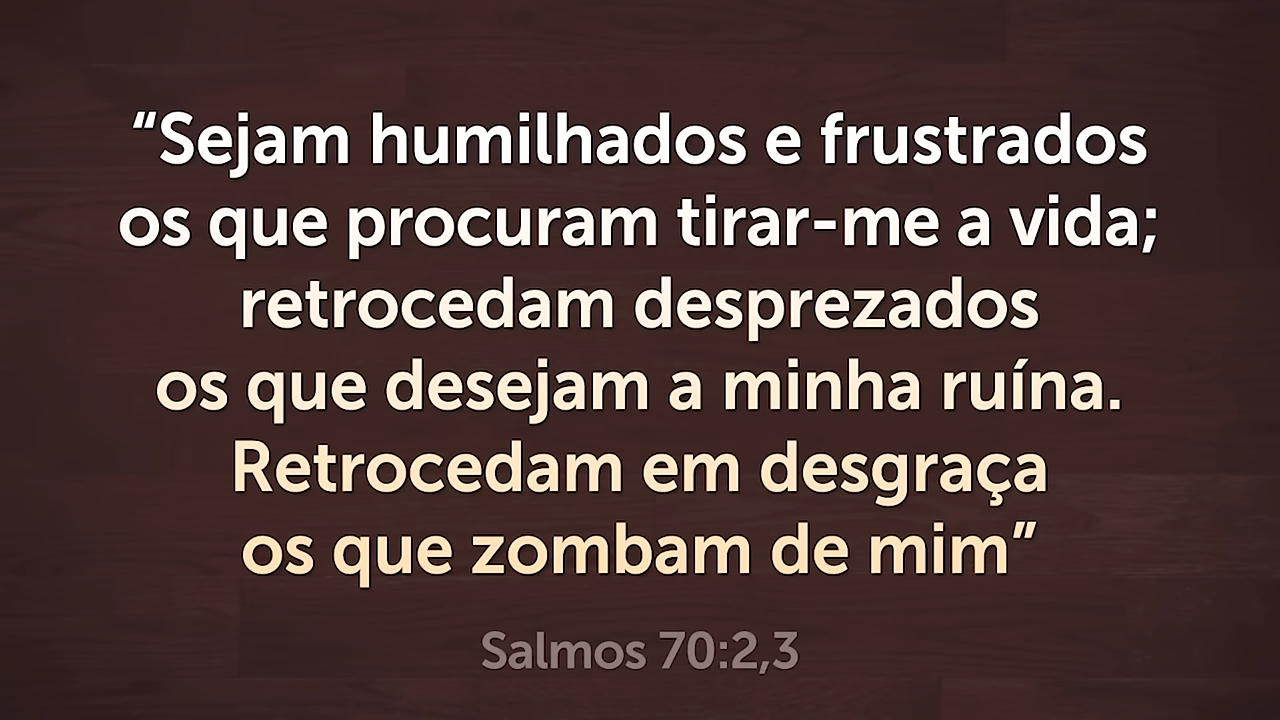 “Sejam humilhados e frustrados
os que procuram tirar-me a vida;
retrocedam desprezados
os que desejam a minha ruína.
Retrocedam em desgraça
os que zombam de mim”
Salmos 70:2,3